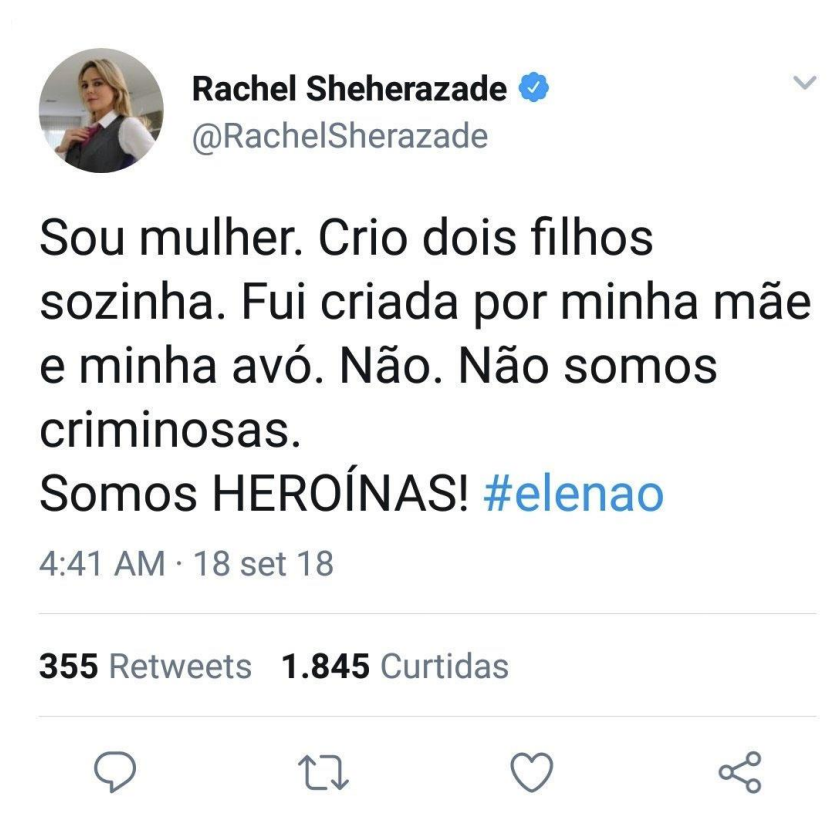 Rachel Sheherazade
@RachelSherazade
Sou mulher. Crio dois filhos
sozinha. Fui criada por minha mãe
e minha avó. Não. Não somos
criminosas.
Somos HEROÍNAS! #elenao
4:41 AM · 18 set 18
355 Retweets 1.845 Curtidas